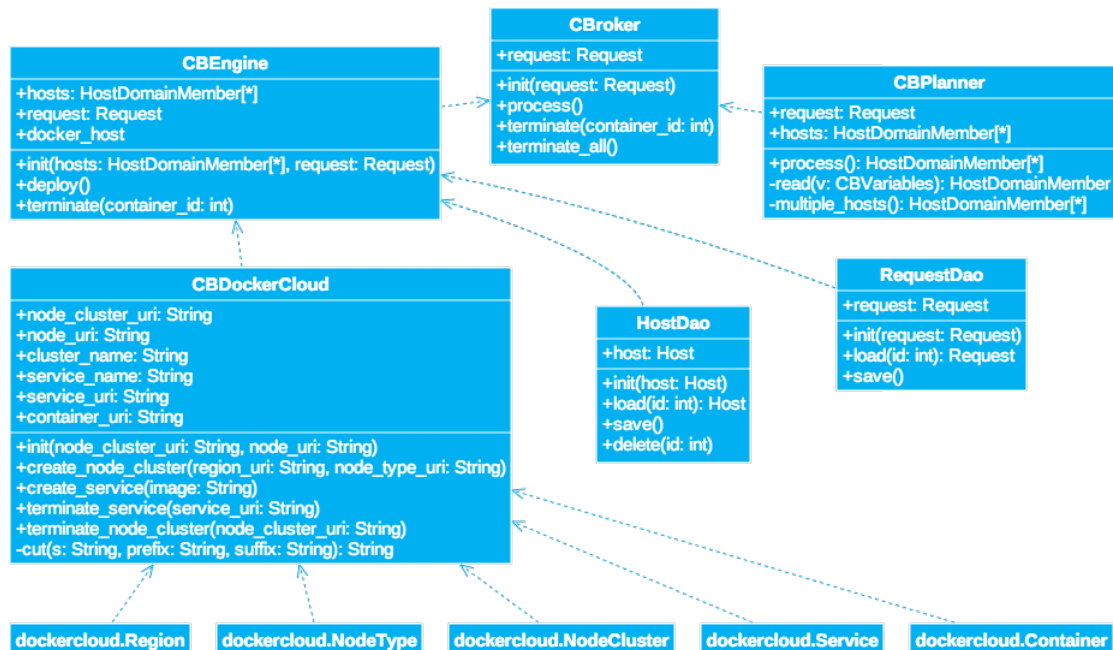 CBroker
+request: Request
+init(request: Request)
+process()
+terminate(container_id: int)
+terminate_all()
CBEngine
+hosts: HostDomainMember[*]
+request: Request
+docker_host
+init(hosts: HostDomainMember[*], request: Request)
+deploy()
+terminate(container_id: int)
CBPlanner
+request: Request
+hosts: HostDomainMember[*]
+process(): HostDomainMember[*]
-read(v: CBVariables): HostDomainMember
-multiple_hosts(): HostDomainMember[*]
CBDockerCloud
+node_cluster_uri: String
+node_uri: String
+cluster_name: String
+service_name: String
+service_uri: String
+container_uri: String
+init(node_cluster_uri: String, node_uri: String)
+create_node_cluster(region_uri: String, node_type_uri: String)
+create_service(image: String)
+terminate_service(service_uri: String)
+terminate_node_cluster(node_cluster_uri: String)
-cut(s: String, prefix: String, suffix: String): String
HostDao
+host: Host
+init(host: Host)
+load(id: int): Host
+save()
+delete(id: int)
RequestDao
+request: Request
+init(request: Request)
+load(id: int): Request
+save()
dockercloud.Region
dockercloud.NodeType
dockercloud.NodeCluster
dockercloud.Service
dockercloud.Container